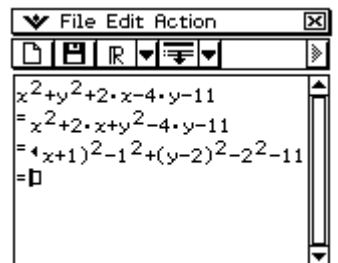 File Edit Action
ℝ
x²+y²+2·x-4·y-11
=x²+2·x+y²-4·y-11
=◂x+1)²-1²+(y-2)²-2²-11
=